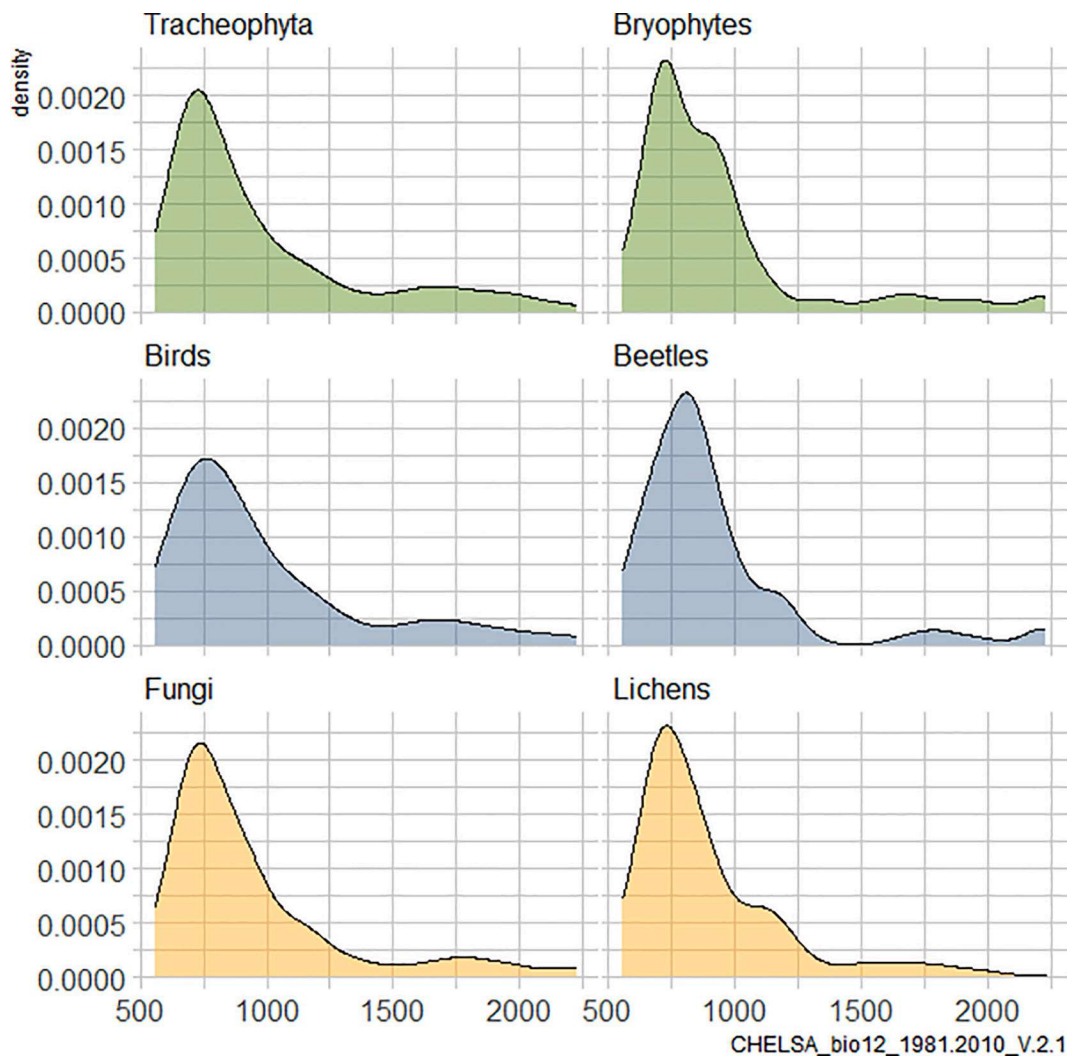 Tracheophyta Bryophytes
density
0.0020
0.0015
0.0010
0.0005
0.0000
Birds Beetles
0.0020
0.0015
0.0010
0.0005
0.0000
Fungi Lichens
0.0020
0.0015
0.0010
0.0005
0.0000
500 1000 1500 2000 500 1000 1500 2000
CHELSA_bio12_1981.2010_V.2.1